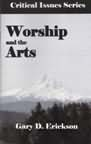 Critical Issues Series
Worship
and the
Arts
Gary D. Erickson